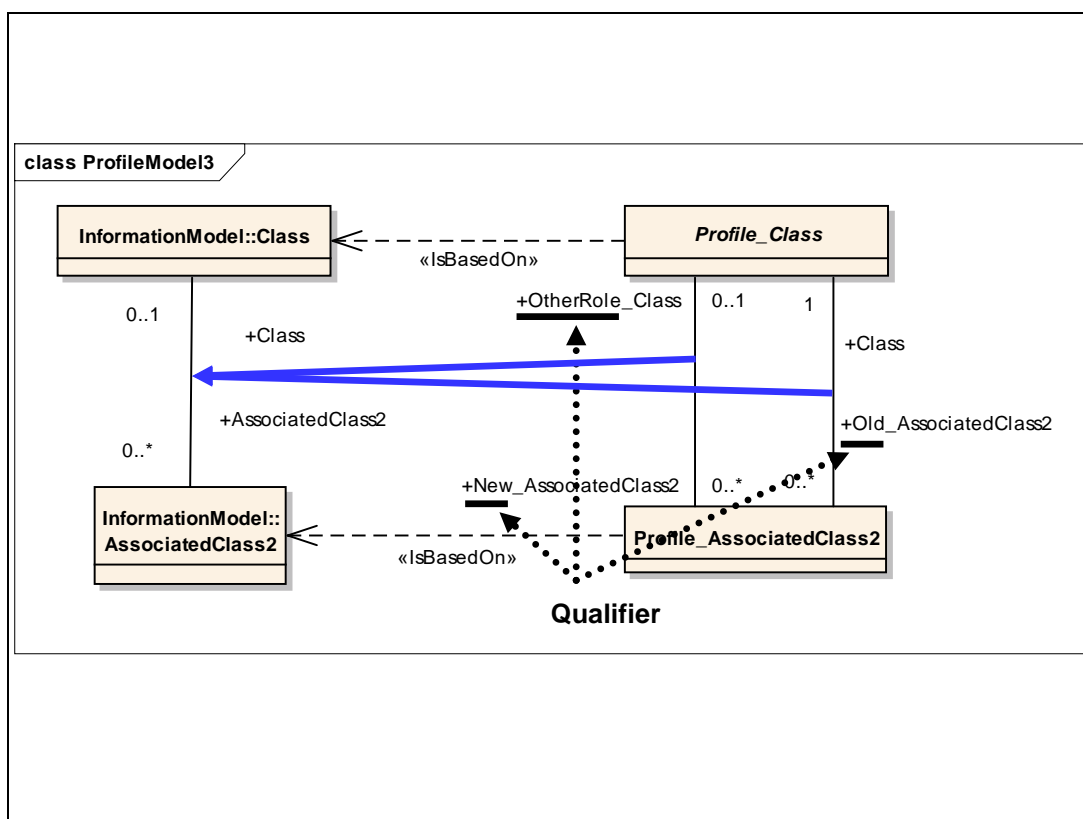 class ProfileModel3
InformationModel::Class
Profile_Class
«IsBasedOn»
+OtherRole_Class
0..1
1
0..1
+Class
+Class
+AssociatedClass2
+Old_AssociatedClass2
0..*
+New_AssociatedClass2
0..*
0..*
InformationModel::
AssociatedClass2
Profile_AssociatedClass2
«IsBasedOn»
Qualifier